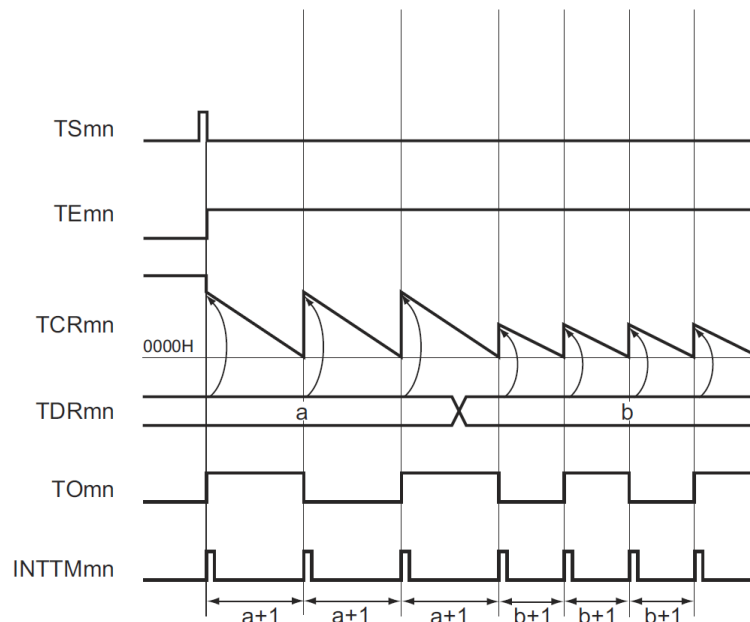 TSmn
TEmn
TCRmn
0000H
TDRmn
a
b
TOmn
INTTMmn
a+1
a+1
a+1
b+1
b+1
b+1